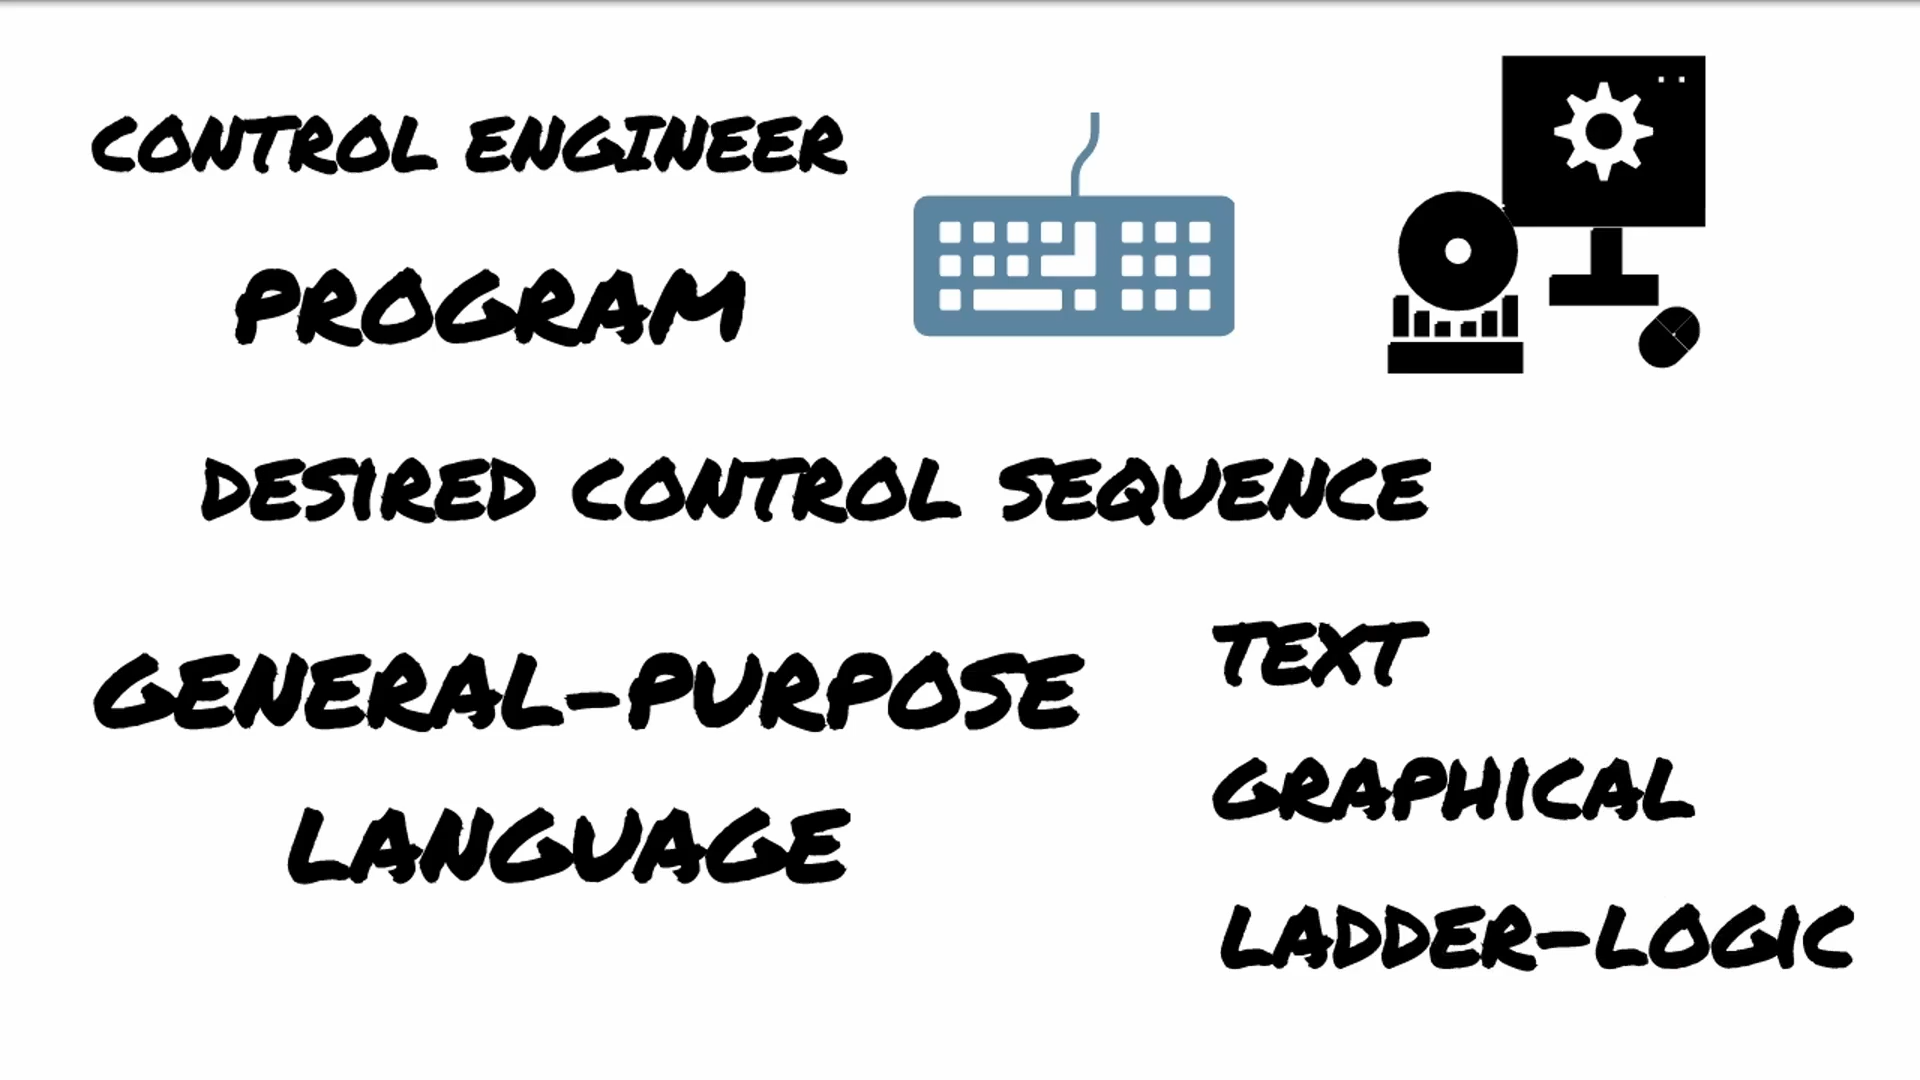 CONTROL ENGINEER
PROGRAM
DESIRED CONTROL SEQUENCE
GENERAL-PURPOSE
LANGUAGE
TEXT
GRAPHICAL
LADDER-LOGIC